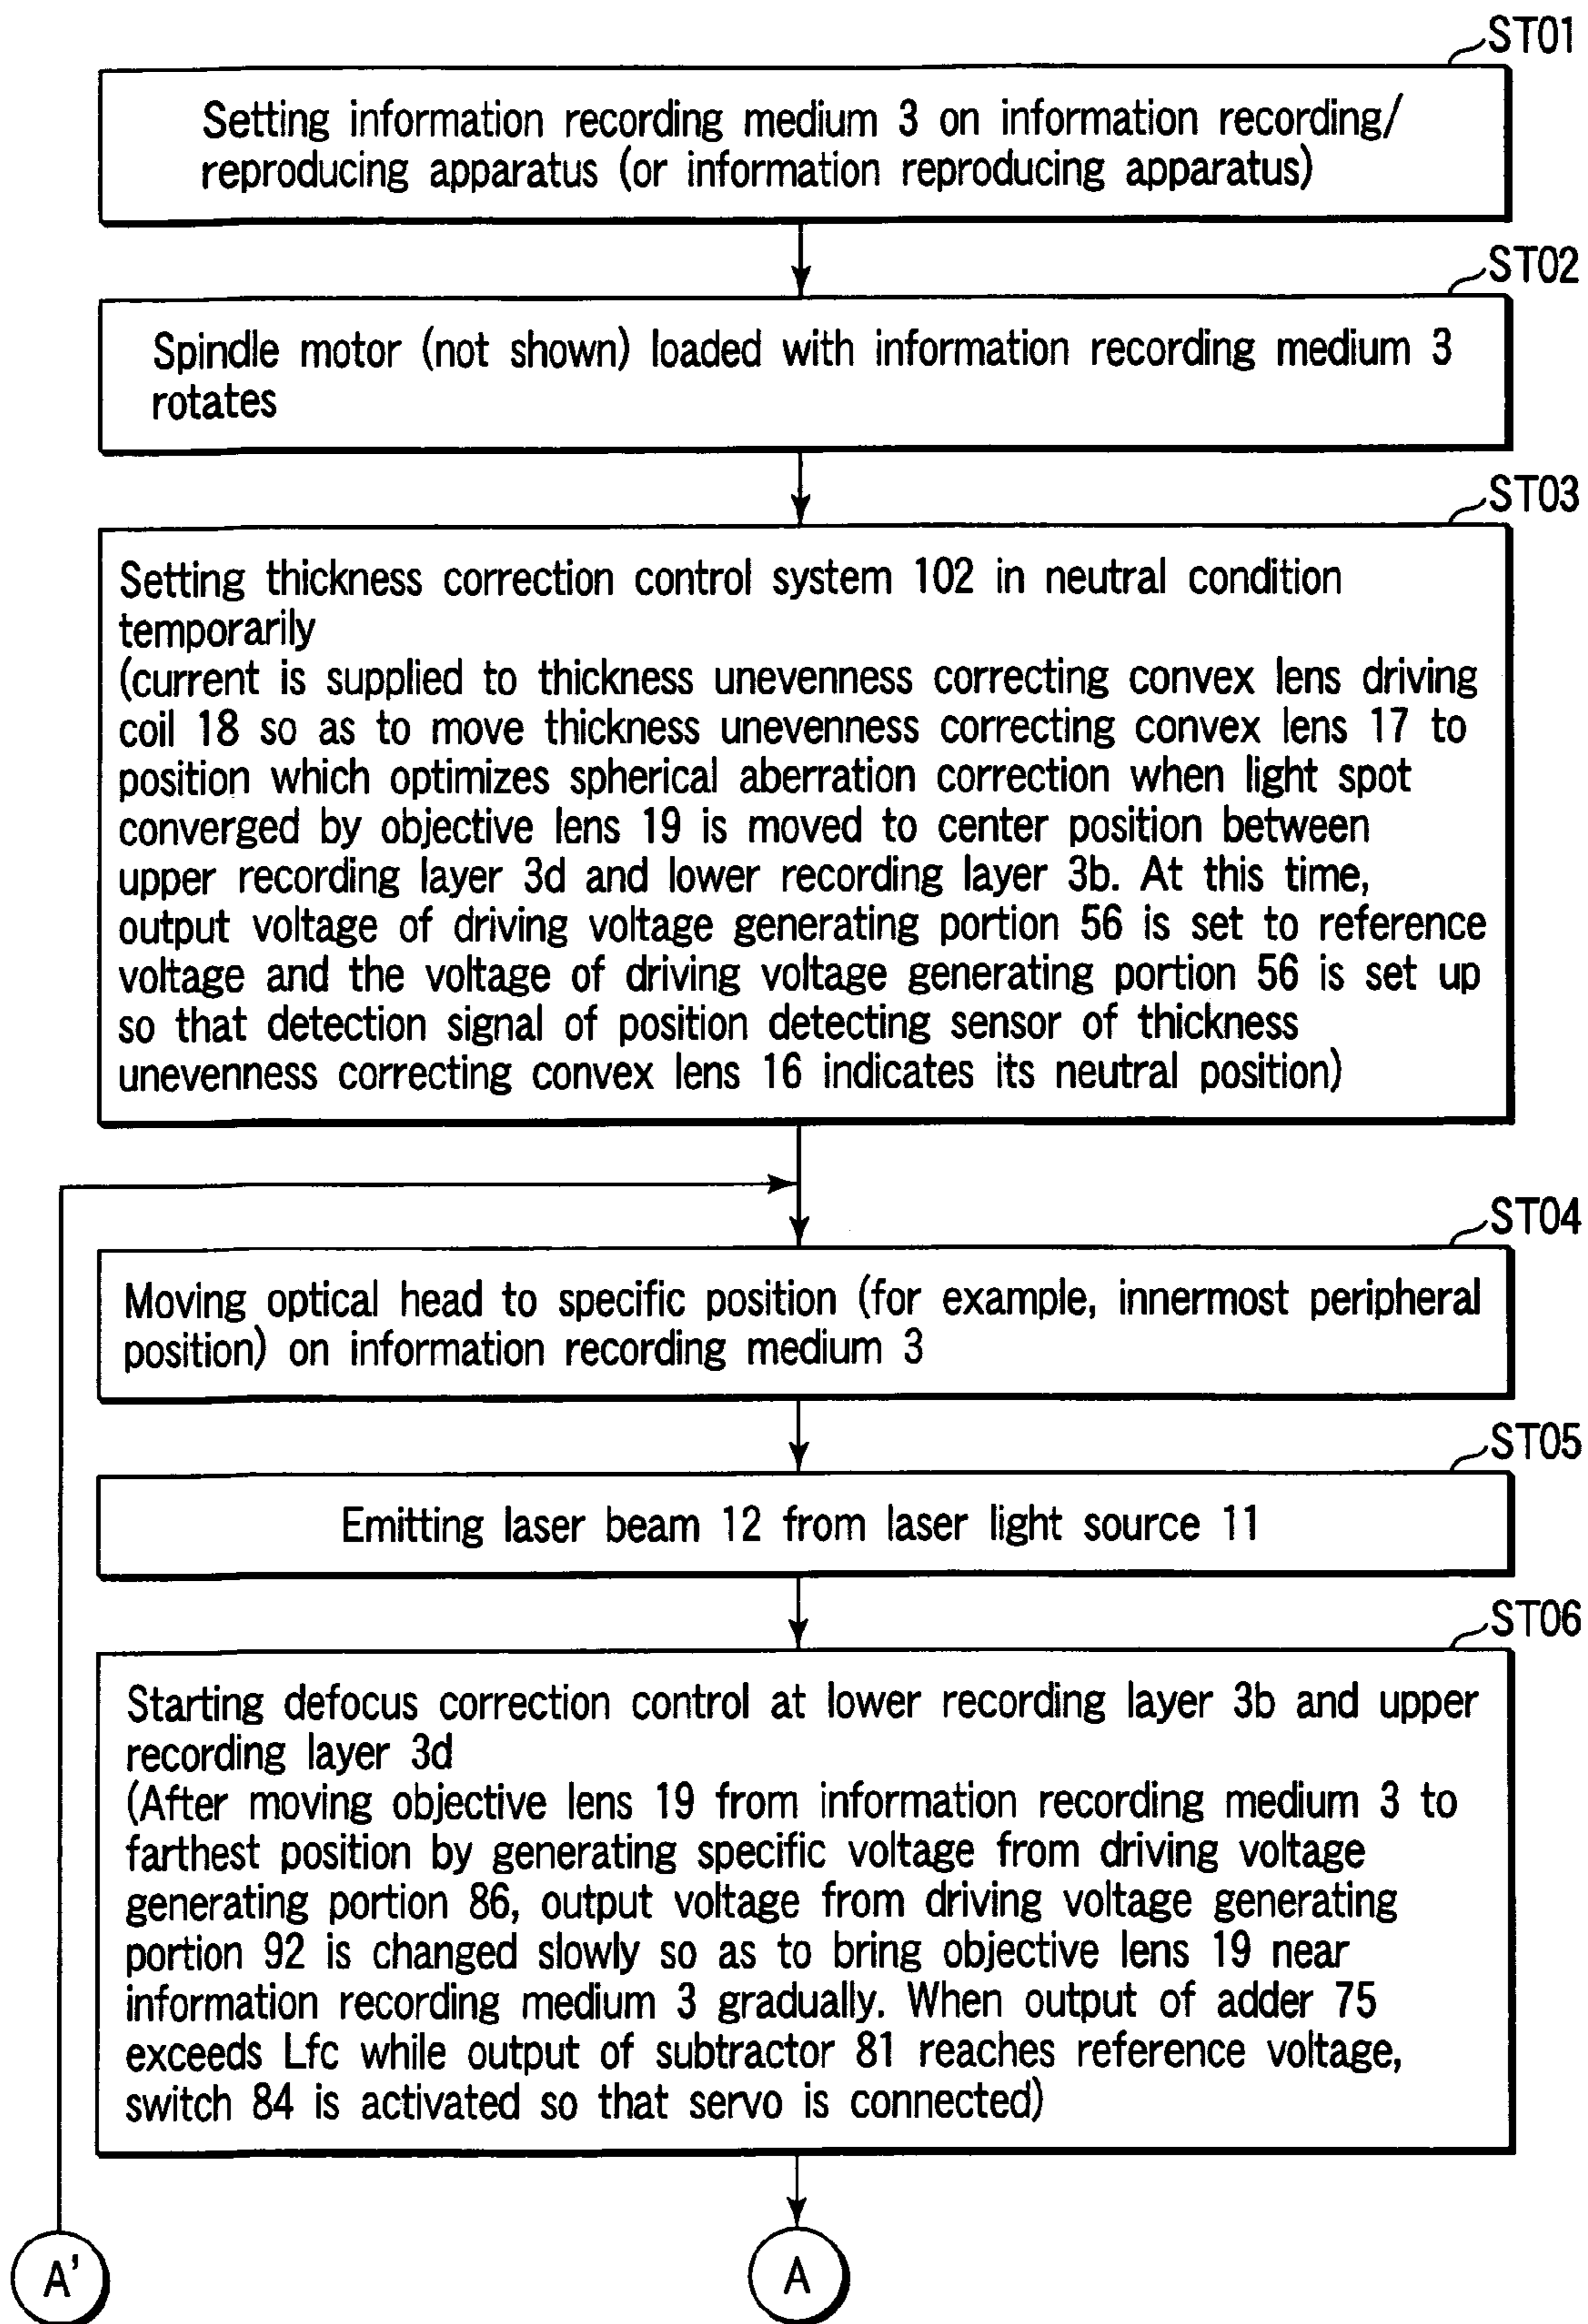 ST01
Setting information recording medium 3 on information recording/
reproducing apparatus (or information reproducing apparatus)
ST02
Spindle motor (not shown) loaded with information recording medium 3
rotates
ST03
Setting thickness correction control system 102 in neutral condition
temporarily
(current is supplied to thickness unevenness correcting convex lens driving
coil 18 so as to move thickness unevenness correcting convex lens 17 to
position which optimizes spherical aberration correction when light spot
converged by objective lens 19 is moved to center position between
upper recording layer 3d and lower recording layer 3b. At this time,
output voltage of driving voltage generating portion 56 is set to reference
voltage and the voltage of driving voltage generating portion 56 is set up
so that detection signal of position detecting sensor of thickness
unevenness correcting convex lens 16 indicates its neutral position)
ST04
Moving optical head to specific position (for example, innermost peripheral
position) on information recording medium 3
ST05
Emitting laser beam 12 from laser light source 11
ST06
Starting defocus correction control at lower recording layer 3b and upper
recording layer 3d
(After moving objective lens 19 from information recording medium 3 to
farthest position by generating specific voltage from driving voltage
generating portion 86, output voltage from driving voltage generating
portion 92 is changed slowly so as to bring objective lens 19 near
information recording medium 3 gradually. When output of adder 75
exceeds Lfc while output of subtractor 81 reaches reference voltage,
switch 84 is activated so that servo is connected)
A'
A